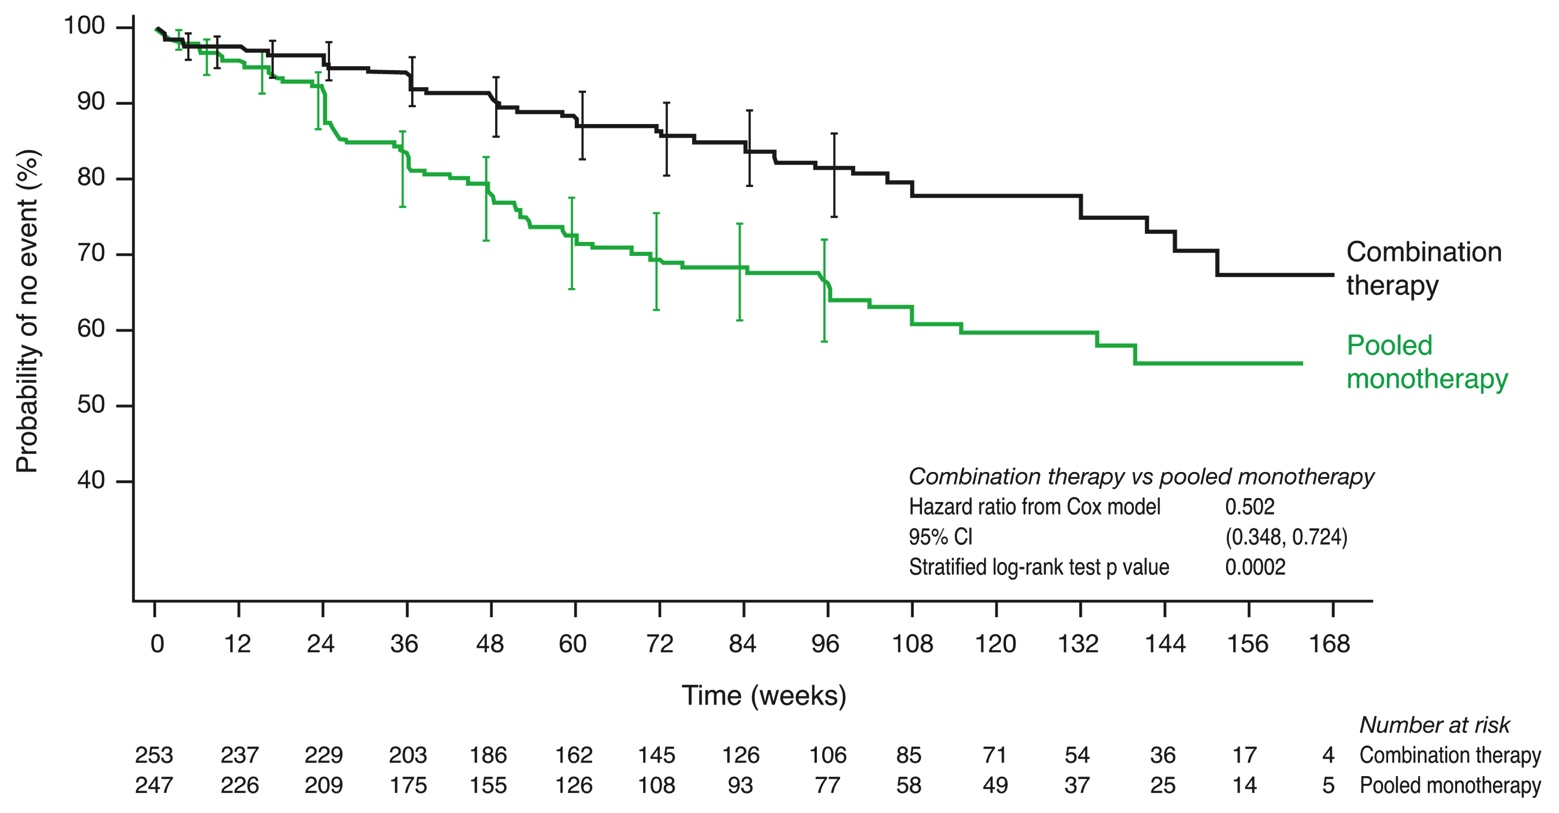 100
90
80
70
60
50
40
Probability of no event (%)
Combination
therapy
Pooled
monotherapy
Combination therapy vs pooled monotherapy
Hazard ratio from Cox model 0.502
95% CI (0.348, 0.724)
Stratified log-rank test p value 0.0002
0 12 24 36 48 60 72 84 96 108 120 132 144 156 168
Time (weeks)
Number at risk
253 237 229 203 186 162 145 126 106 85 71 54 36 17 4 Combination therapy
247 226 209 175 155 126 108 93 77 58 49 37 25 14 5 Pooled monotherapy